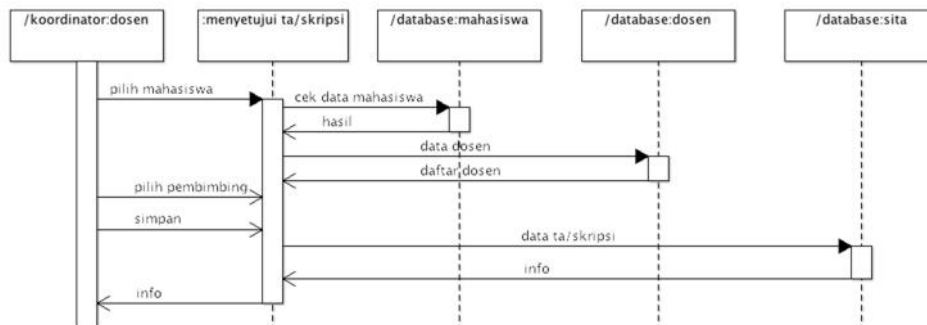 /koordinator:dosen
:menyetujui ta/skripsi
/database:mahasiswa
/database:dosen
/database:sita
pilih mahasiswa
cek data mahasiswa
hasil
data dosen
daftar dosen
pilih pembimbing
simpan
data ta/skripsi
info
info